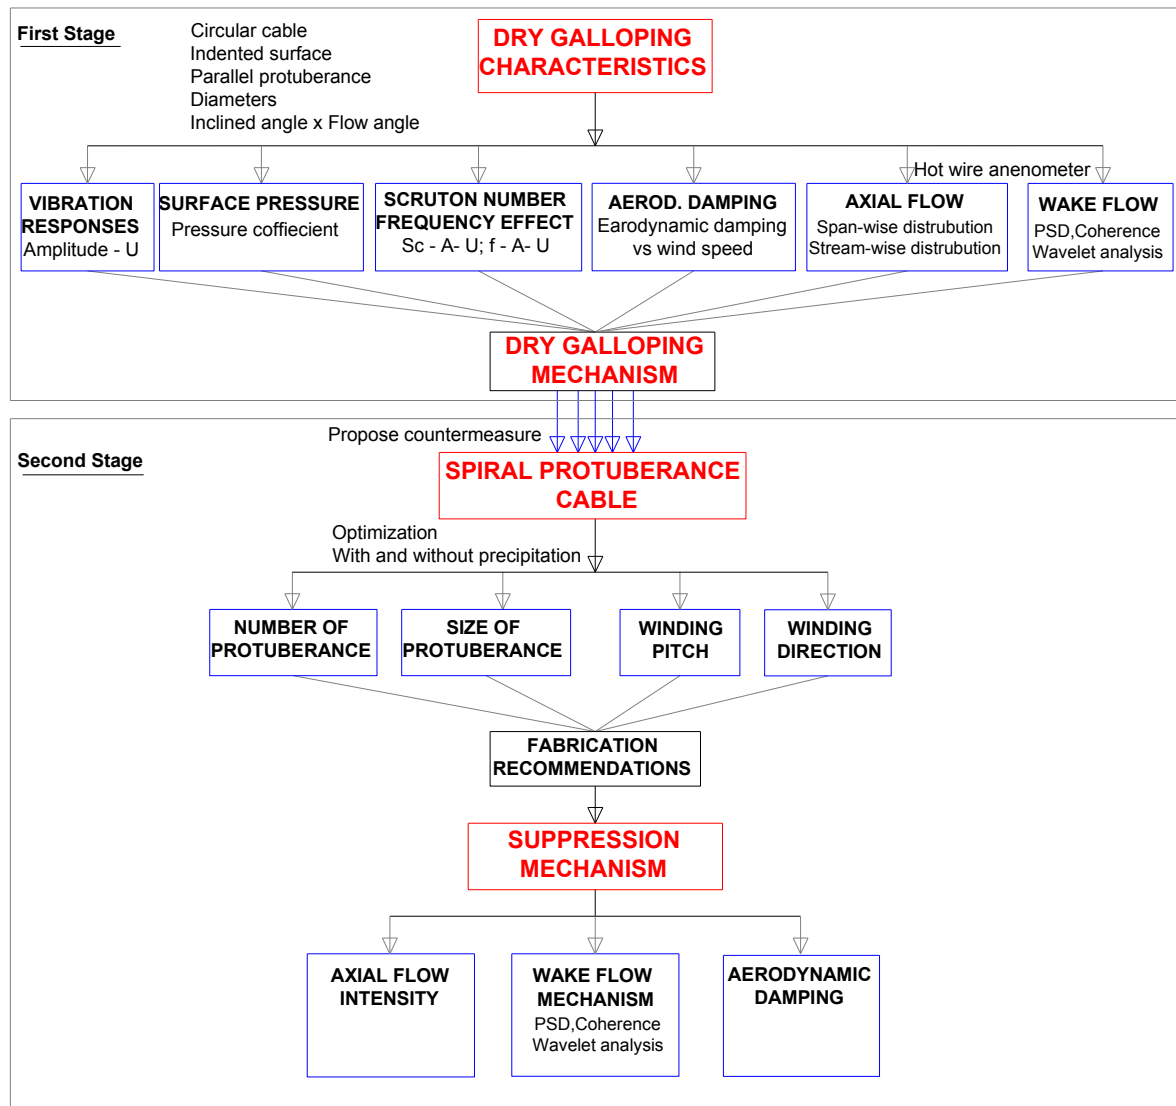 First Stage
Circular cable
Indented surface
Parallel protuberance
Diameters
Inclined angle x Flow angle
DRY GALLOPING
CHARACTERISTICS
Hot wire anenometer
VIBRATION
RESPONSES
Amplitude - U
SURFACE PRESSURE
Pressure coffiecient
SCRUTON NUMBER
FREQUENCY EFFECT
Sc - A- U; f - A- U
AEROD. DAMPING
Earodynamic damping
vs wind speed
AXIAL FLOW
Span-wise distrubution
Stream-wise distrubution
WAKE FLOW
PSD,Coherence
Wavelet analysis
DRY GALLOPING
MECHANISM
Second Stage
Propose countermeasure
SPIRAL PROTUBERANCE
CABLE
Optimization
With and without precipitation
NUMBER OF
PROTUBERANCE
SIZE OF
PROTUBERANCE
WINDING
PITCH
WINDING
DIRECTION
FABRICATION
RECOMMENDATIONS
SUPPRESSION
MECHANISM
AXIAL FLOW
INTENSITY
WAKE FLOW
MECHANISM
PSD,Coherence
Wavelet analysis
AERODYNAMIC
DAMPING